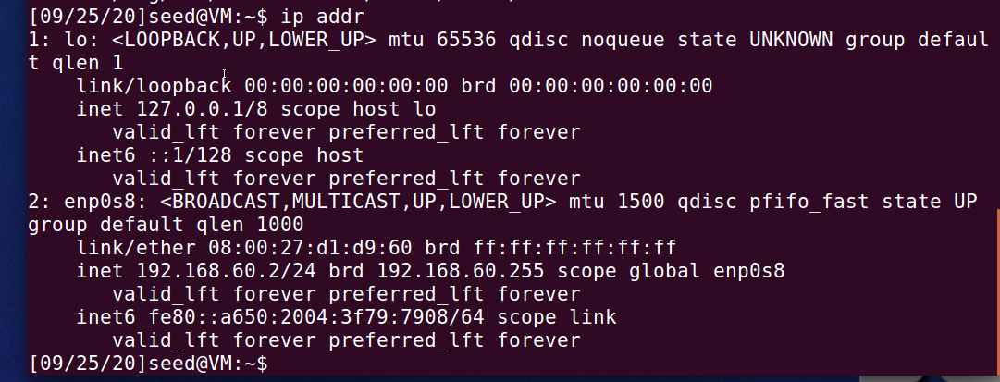 [09/25/20]seed@VM:~$ ip addr
1: lo: <LOOPBACK,UP,LOWER_UP> mtu 65536 qdisc noqueue state UNKNOWN group defaul
t qlen 1
    link/loopback 00:00:00:00:00:00 brd 00:00:00:00:00:00
    inet 127.0.0.1/8 scope host lo
       valid_lft forever preferred_lft forever
    inet6 ::1/128 scope host
       valid_lft forever preferred_lft forever
2: enp0s8: <BROADCAST,MULTICAST,UP,LOWER_UP> mtu 1500 qdisc pfifo_fast state UP
group default qlen 1000
    link/ether 08:00:27:d1:d9:60 brd ff:ff:ff:ff:ff:ff
    inet 192.168.60.2/24 brd 192.168.60.255 scope global enp0s8
       valid_lft forever preferred_lft forever
    inet6 fe80::a650:2004:3f79:7908/64 scope link
       valid_lft forever preferred_lft forever
[09/25/20]seed@VM:~$